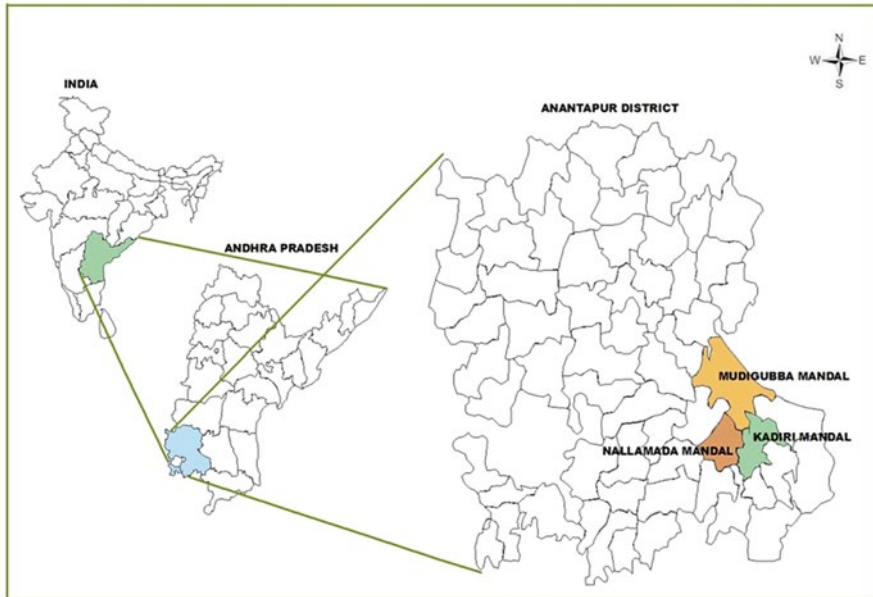 N
W E
S
INDIA
ANANTAPUR DISTRICT
ANDHRA PRADESH
MUDIGUBBA MANDAL
KADIRI MANDAL
NALLAMADA MANDAL